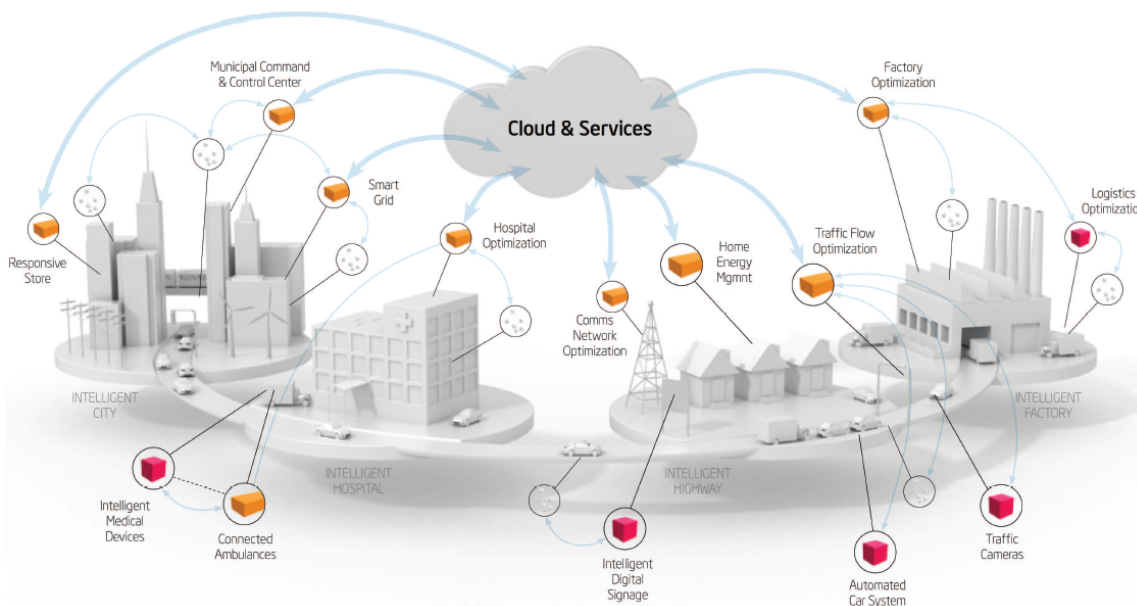 Municipal Command
& Control Center
Factory
Optimization
Cloud & Services
Smart
Grid
Logistics
Optimizatio
Hospital
Optimization
Responsive
Store
Home
Energy
Mgmnt
Traffic Flow
Optimization
Comms
Network
Optimization
INTELLIGENT
CITY
INTELLIGENT
FACTORY
INTELLIGENT
HOSPITAL
INTELLIGENT
HIGHWAY
Intelligent
Medical
Devices
Connected
Ambulances
Intelligent
Digital
Signage
Traffic
Cameras
Automated
Car System